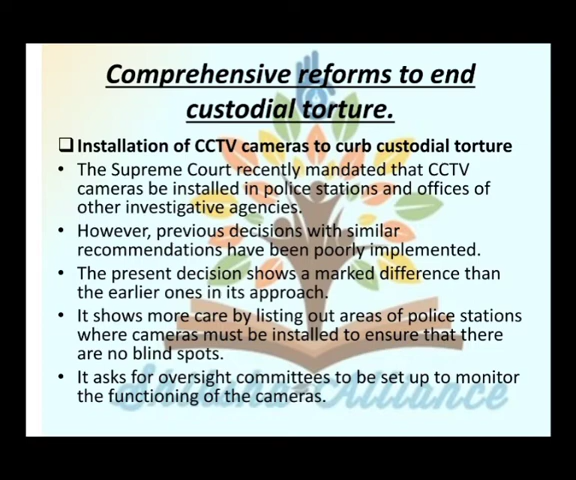 Comprehensive reforms to end
custodial torture.
❑Installation of CCTV cameras to curb custodial torture
• The Supreme Court recently mandated that CCTV
cameras be installed in police stations and offices of
other investigative agencies.
• However, previous decisions with similar
recommendations have been poorly implemented.
• The present decision shows a marked difference than
the earlier ones in its approach.
• It shows more care by listing out areas of police stations
where cameras must be installed to ensure that there
are no blind spots.
• It asks for oversight committees to be set up to monitor
the functioning of the cameras.
Shiksha Alliance